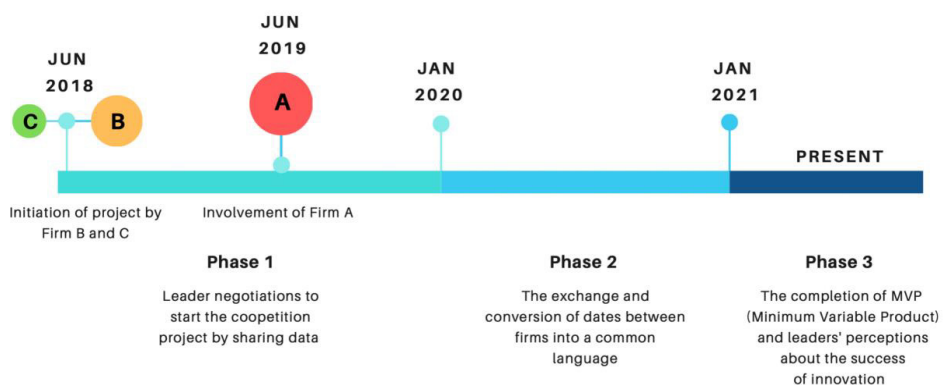 JUN
2018
C
B
Initiation of project by
Firm B and C
JUN
2019
A
Involvement of Firm A
JAN
2020
JAN
2021
PRESENT
Phase 1
Leader negotiations to
start the coopetition
project by sharing data
Phase 2
The exchange and
conversion of dates between
firms into a common
language
Phase 3
The completion of MVP
(Minimum Variable Product)
and leaders' perceptions
about the success
of innovation